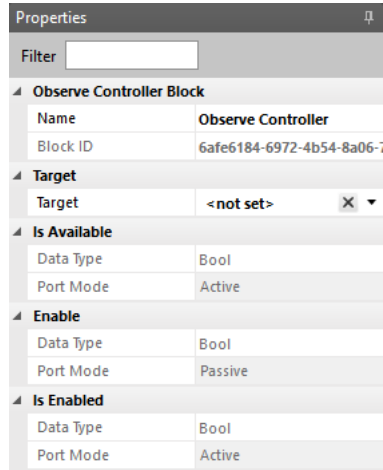 Properties
Filter
Observe Controller Block
Name Observe Controller
Block ID 6afe6184-6972-4b54-8a06-7
Target
Target <not set>
Is Available
Data Type Bool
Port Mode Active
Enable
Data Type Bool
Port Mode Passive
Is Enabled
Data Type Bool
Port Mode Active